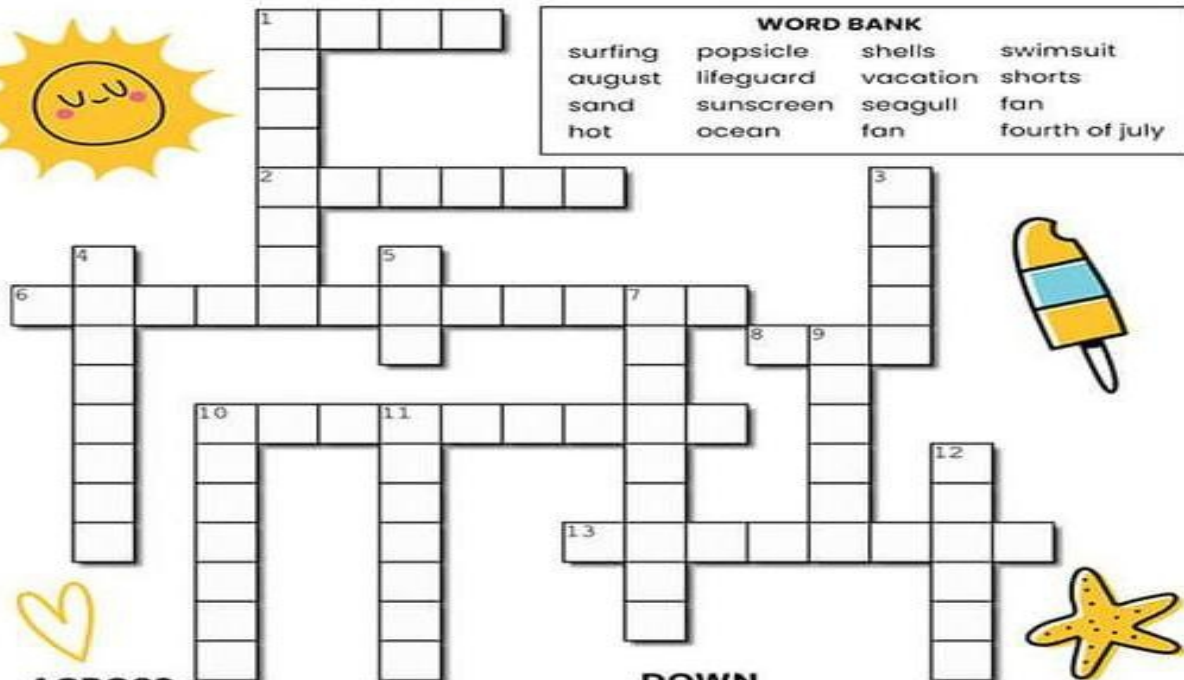 1
WORD BANK
surfing popsicle shells swimsuit
august lifeguard vacation shorts
sand sunscreen seagull fan
hot ocean fan fourth of july
2
3
4
5
6
7
8
9
10
11
12
13
ACROSS
DOWN